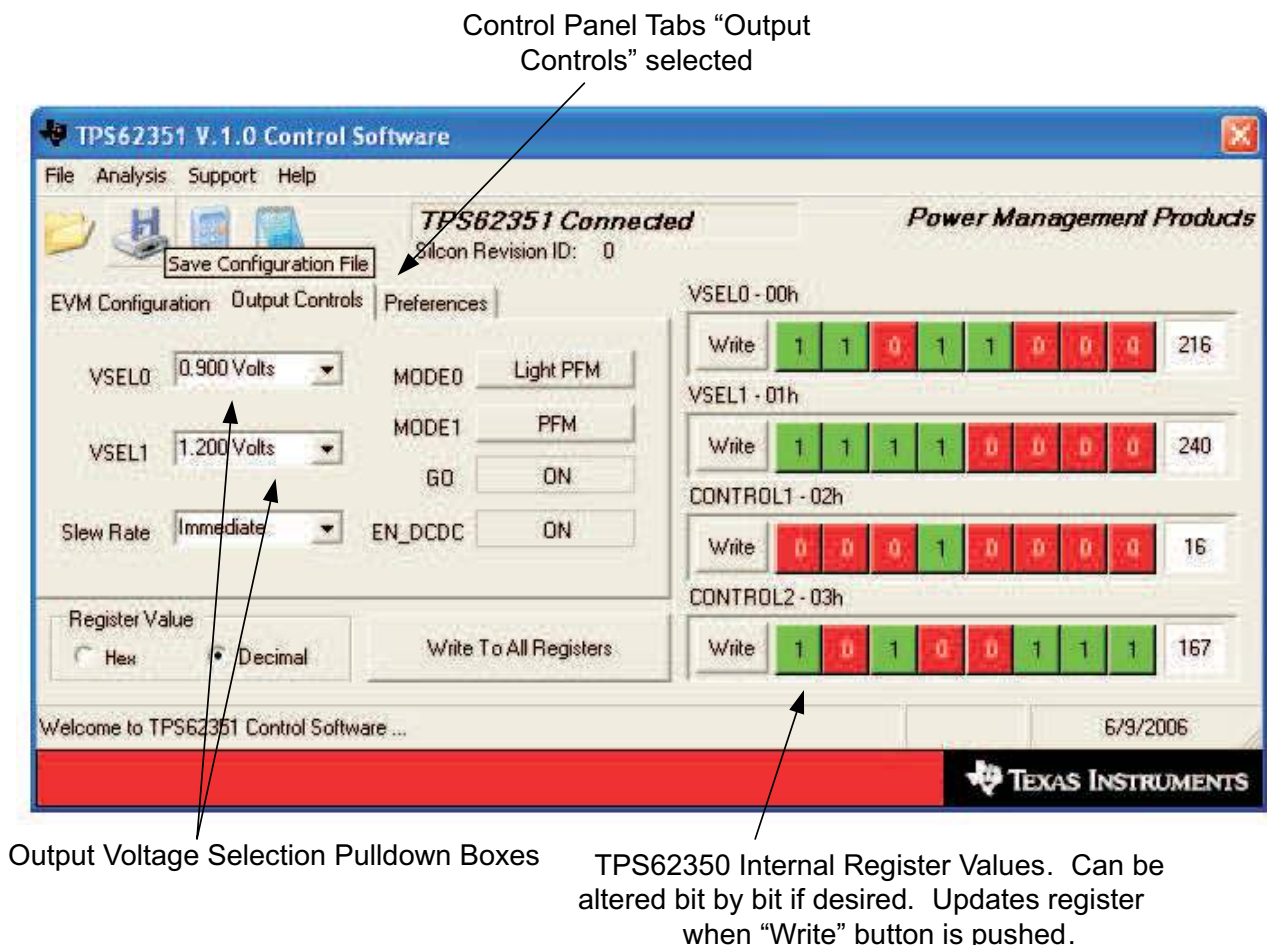 Control Panel Tabs “Output
Controls” selected
TPS62351 V.1.0 Control Software
File Analysis Support Help
TPS62351 Connected
Power Management Products
Silcon Revision ID: 0
Save Configuration File
EVM Configuration Output Controls Preferences
VSEL0 0.900 Volts
MODE0 Light PFM
VSEL1 1.200 Volts
MODE1 PFM
GO ON
Slew Rate Immediate
EN_DCDC ON
Register Value
Hex Decimal
Write To All Registers
VSEL0 - 00h
Write 1 1 0 1 1 0 0 0 216
VSEL1 - 01h
Write 1 1 1 1 0 0 0 0 240
CONTROL1 - 02h
Write 0 0 0 1 0 0 0 0 16
CONTROL2 - 03h
Write 1 0 1 0 0 1 1 1 167
Welcome to TPS62351 Control Software ...
6/9/2006
TEXAS INSTRUMENTS
Output Voltage Selection Pulldown Boxes
TPS62350 Internal Register Values. Can be
altered bit by bit if desired. Updates register
when “Write” button is pushed.